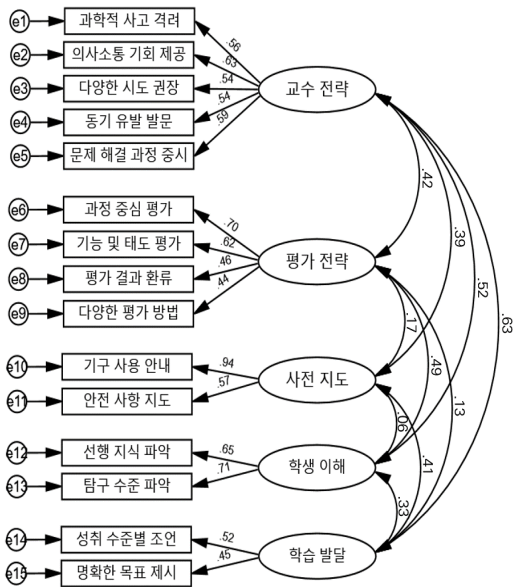 e1 과학적 사고 격려 .56
e2 의사소통 기회 제공 .63
e3 다양한 시도 권장 .54 교수 전략
e4 동기 유발 발문 .54
e5 문제 해결 과정 중시 .59
.42
e6 과정 중심 평가 .70
e7 기능 및 태도 평가 .62 .39
e8 평가 결과 환류 .46 평가 전략 .52
e9 다양한 평가 방법 .44
.17 .63
e10 기구 사용 안내 .94 .49
사전 지도
e11 안전 사항 지도 .57 .13
.06
e12 선행 지식 파악 .65
학생 이해 .41
e13 탐구 수준 파악 .71
.33
e14 성취 수준별 조언 .52
학습 발달
e15 명확한 목표 제시 .45